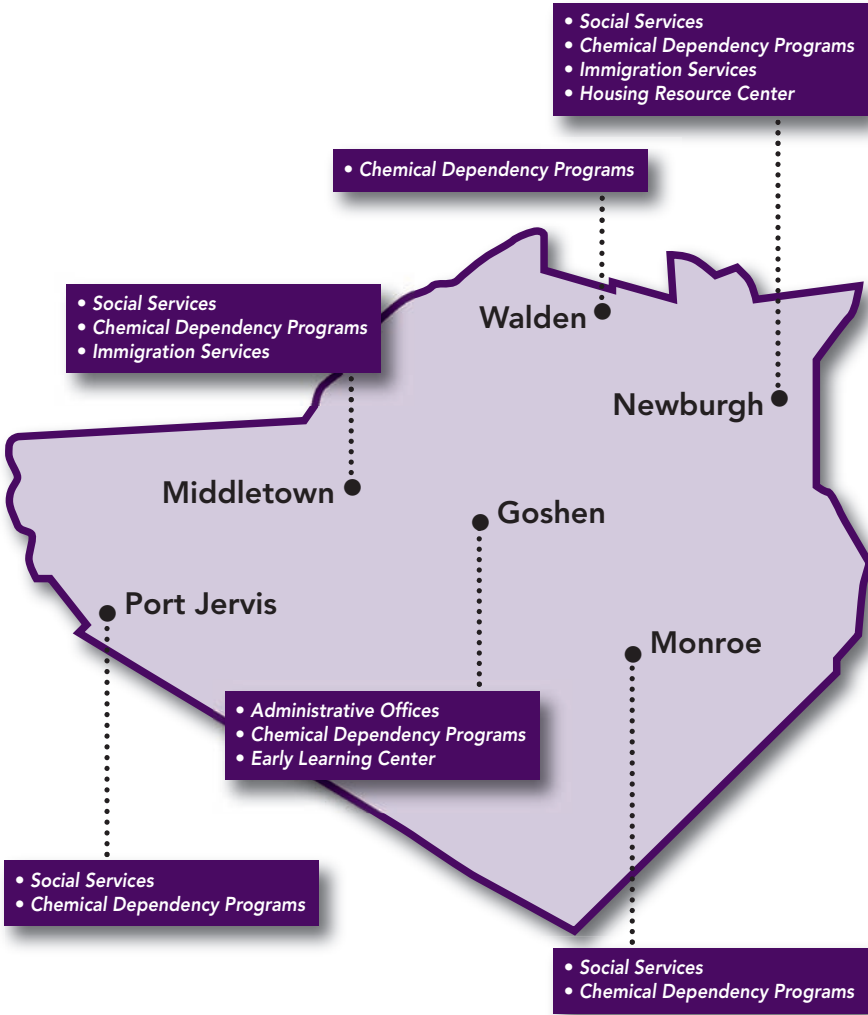 • Social Services
• Chemical Dependency Programs
• Immigration Services
• Housing Resource Center
• Chemical Dependency Programs
• Social Services
• Chemical Dependency Programs
• Immigration Services
Walden
Newburgh
Middletown
Goshen
Port Jervis
Monroe
• Administrative Offices
• Chemical Dependency Programs
• Early Learning Center
• Social Services
• Chemical Dependency Programs
• Social Services
• Chemical Dependency Programs